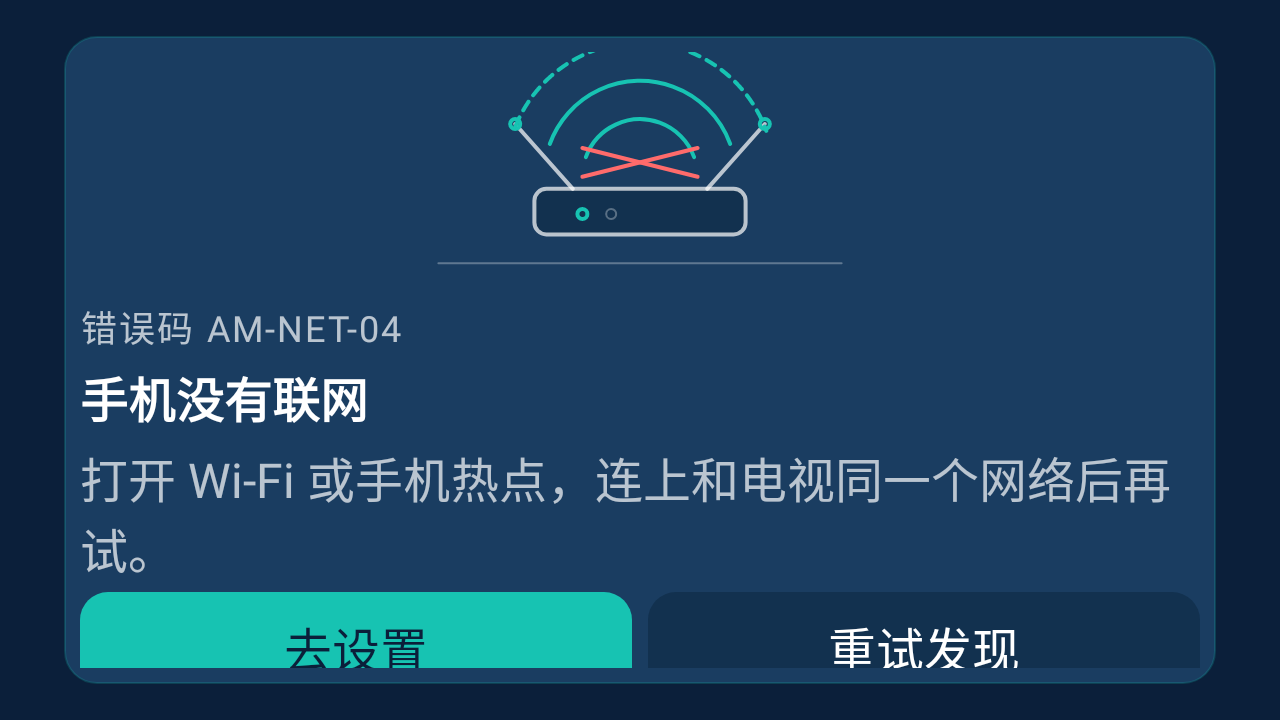 错误码 AM-NET-04
手机没有联网
打开 Wi-Fi 或手机热点，连上和电视同一个网络后再
试。
去设置
重试发现